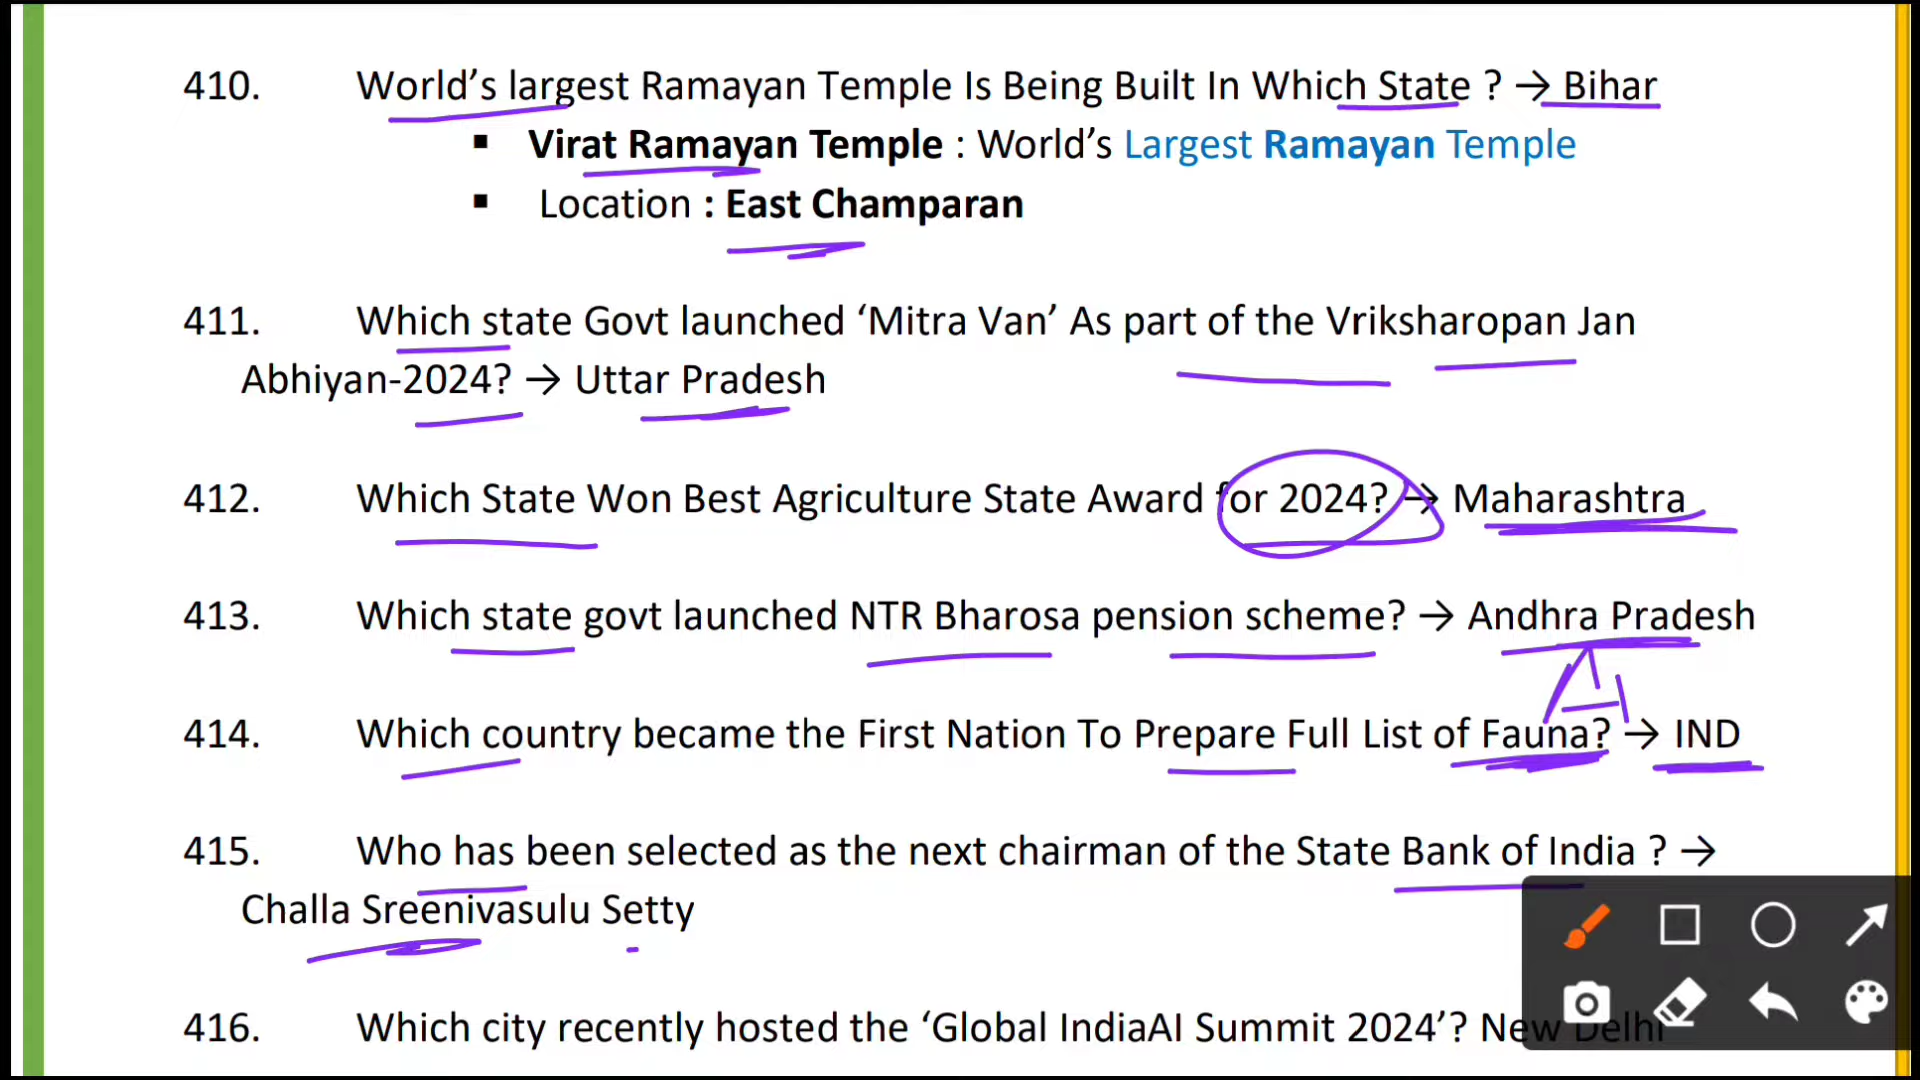 410. World's largest Ramayan Temple Is Being Built In Which State ? → Bihar
▪ Virat Ramayan Temple : World's Largest Ramayan Temple
▪ Location : East Champaran
411. Which state Govt launched ‘Mitra Van’ As part of the Vriksharopan Jan
Abhiyan-2024? → Uttar Pradesh
412. Which State Won Best Agriculture State Award for 2024? → Maharashtra
413. Which state govt launched NTR Bharosa pension scheme? → Andhra Pradesh
414. Which country became the First Nation To Prepare Full List of Fauna? → IND
415. Who has been selected as the next chairman of the State Bank of India ? →
Challa Sreenivasulu Setty
416. Which city recently hosted the ‘Global IndiaAI Summit 2024’? New Delhi